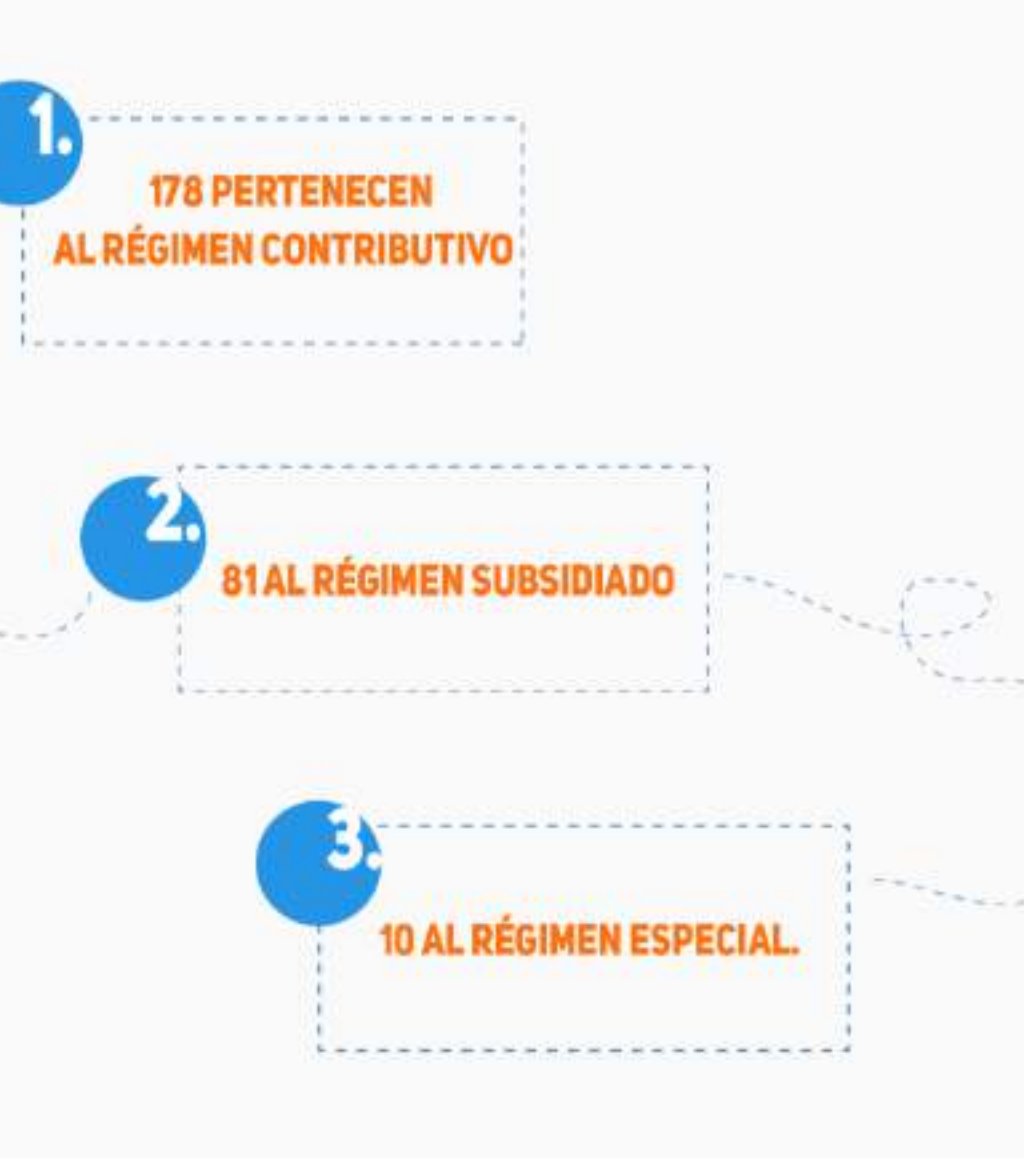 1.
178 PERTENECEN
AL RÉGIMEN CONTRIBUTIVO
2.
81 AL RÉGIMEN SUBSIDIADO
3.
10 AL RÉGIMEN ESPECIAL.